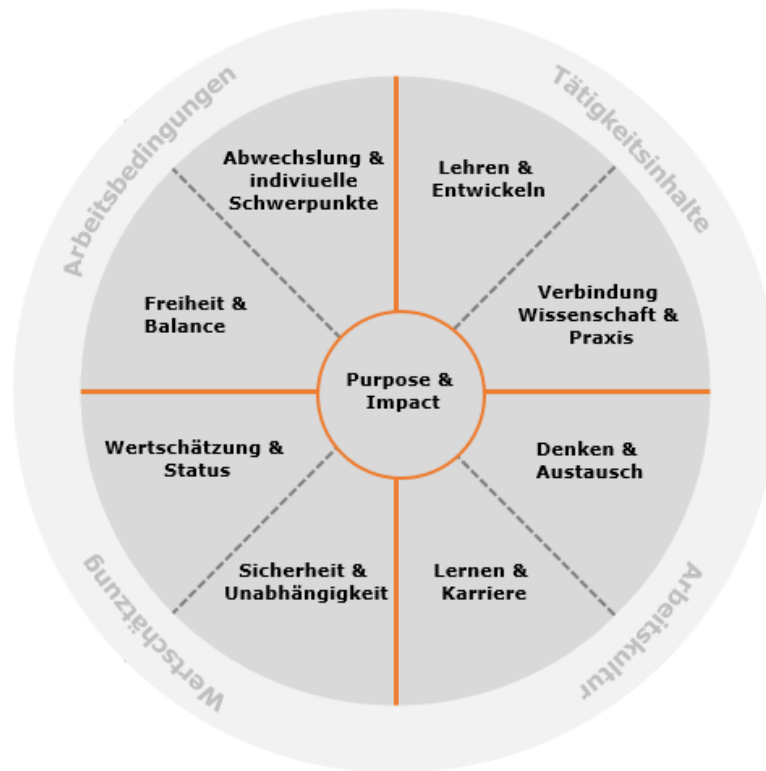 Arbeitsbedingungen
Tätigkeitsinhalte
Abwechslung &
indiviuelle
Schwerpunkte
Lehren &
Entwickeln
Freiheit &
Balance
Verbindung
Wissenschaft &
Praxis
Purpose &
Impact
Wertschätzung &
Status
Denken &
Austausch
Sicherheit &
Unabhängigkeit
Lernen &
Karriere
Wertschätzung
Arbeitskultur